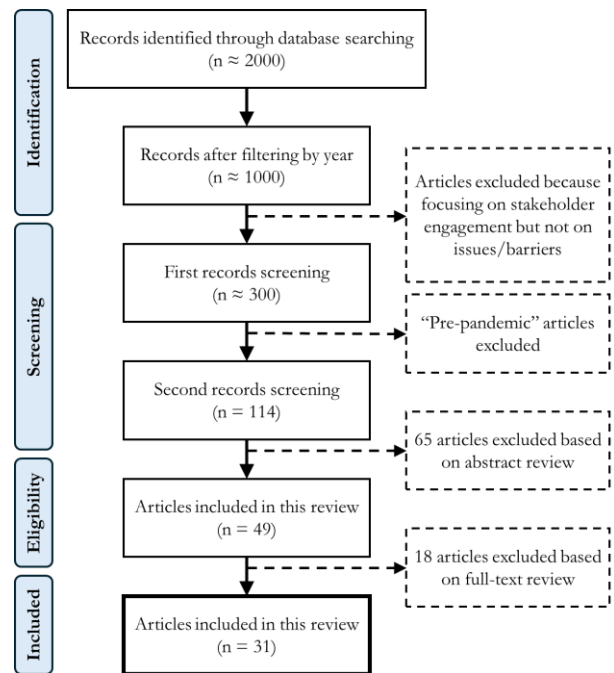 Identification
Records identified through database searching
(n ≈ 2000)
Records after filtering by year
(n ≈ 1000)
Articles excluded because
focusing on stakeholder
engagement but not on
issues/barriers
Screening
First records screening
(n ≈ 300)
“Pre-pandemic” articles
excluded
Second records screening
(n = 114)
65 articles excluded based
on abstract review
Eligibility
Articles included in this review
(n = 49)
18 articles excluded based
on full-text review
Included
Articles included in this review
(n = 31)